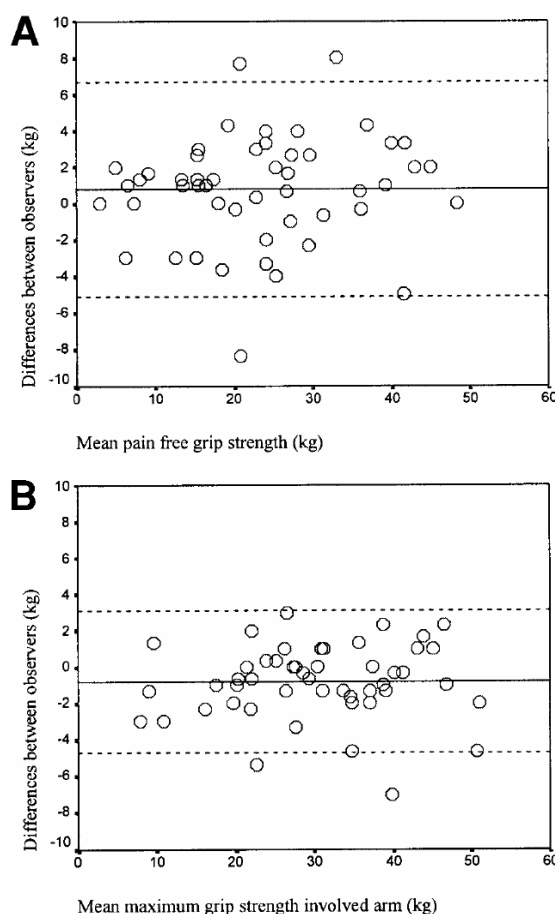 A
10
8
6
4
2
0
-2
-4
-6
-8
-10
Differences between observers (kg)
0 10 20 30 40 50 60
Mean pain free grip strength (kg)
B
10
8
6
4
2
0
-2
-4
-6
-8
-10
Differences between observers (kg)
0 10 20 30 40 50 60
Mean maximum grip strength involved arm (kg)